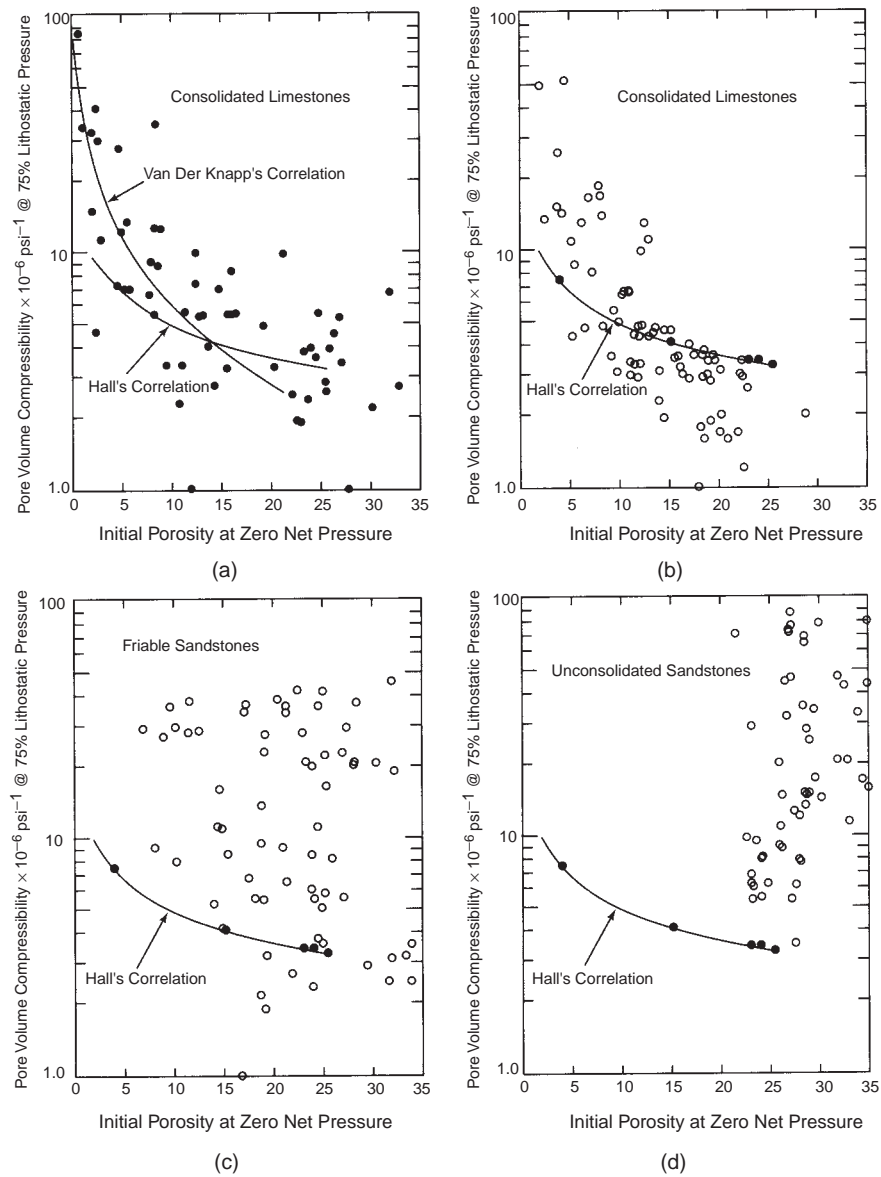 100
Consolidated Limestones
Van Der Knapp's Correlation
10
Hall's Correlation
1.0
0 5 10 15 20 25 30 35
Initial Porosity at Zero Net Pressure
Pore Volume Compressibility × 10−6 psi−1 @ 75% Lithostatic Pressure
(a)
100
Consolidated Limestones
10
Hall's Correlation
1.0
0 5 10 15 20 25 30 35
Initial Porosity at Zero Net Pressure
Pore Volume Compressibility × 10−6 psi−1 @ 75% Lithostatic Pressure
(b)
100
Friable Sandstones
10
Hall's Correlation
1.0
0 5 10 15 20 25 30 35
Initial Porosity at Zero Net Pressure
Pore Volume Compressibility × 10−6 psi−1 @ 75% Lithostatic Pressure
(c)
100
Unconsolidated Sandstones
10
Hall's Correlation
1.0
0 5 10 15 20 25 30 35
Initial Porosity at Zero Net Pressure
Pore Volume Compressibility × 10−6 psi−1 @ 75% Lithostatic Pressure
(d)